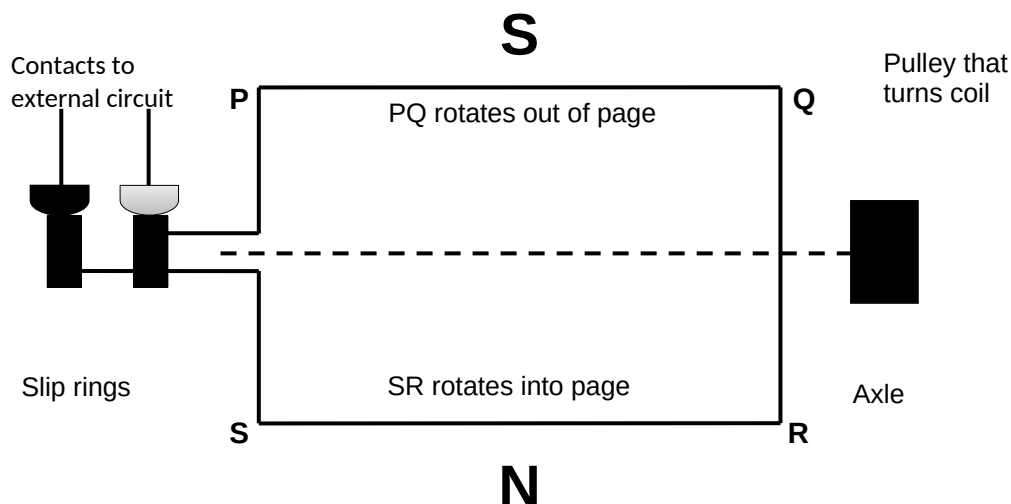 S
Contacts to
external circuit
Pulley that
turns coil
P
Q
PQ rotates out of page
SR rotates into page
Slip rings
Axle
S
R
N